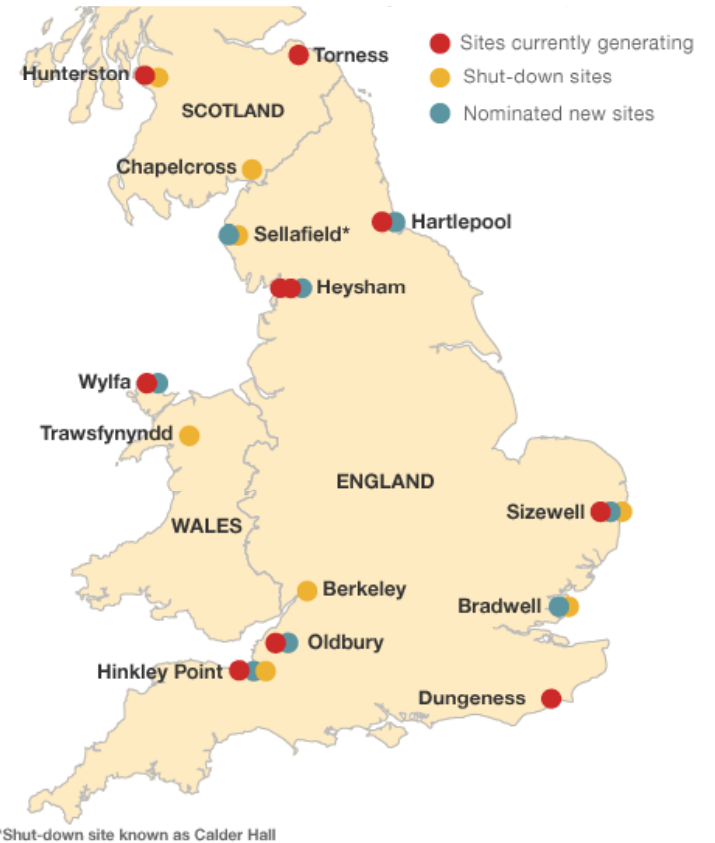 Sites currently generating
Torness
Hunterston
Shut-down sites
SCOTLAND
Nominated new sites
Chapelcross
Hartlepool
Sellafield*
Heysham
Wylfa
Trawsfynyndd
ENGLAND
Sizewell
WALES
Berkeley
Bradwell
Oldbury
Hinkley Point
Dungeness
*Shut-down site known as Calder Hall